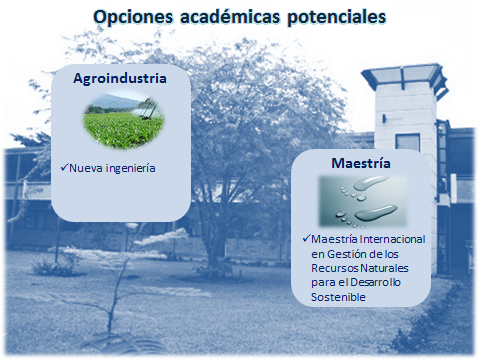 Opciones académicas potenciales
Agroindustria
✓Nueva ingeniería
Maestría
✓Maestría Internacional
en Gestión de los
Recursos Naturales
para el Desarrollo
Sostenible